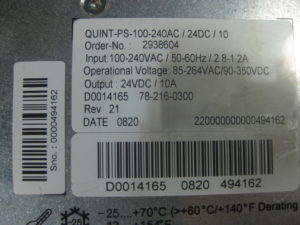 QUINT-PS-100-240AC / 24DC / 10
Order-No.: 2938604
Input:100-240VAC / 50-60Hz / 2.8-1.2A
Operational Voltage: 85-264VAC/90-350VDC
Output : 24VDC / 10A
D0014165 78-216-0300
Rev 21
DATE 0820 220000000000494162
Sno.: 0000494162
D0014165 0820 494162
-25....+70°C (>+60°C/+140°F Derating